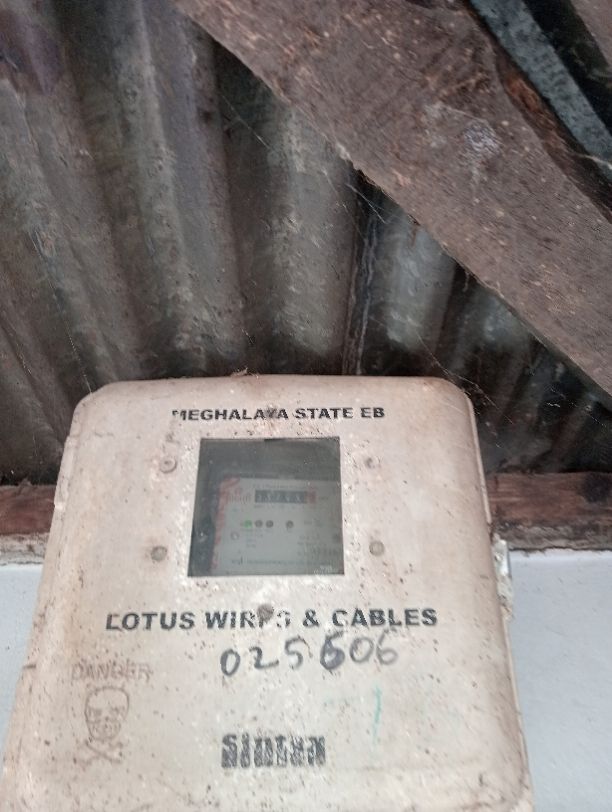 MEGHALAYA STATE EB
LOTUS WIRES & CABLES
025606
DANGER
Sintex